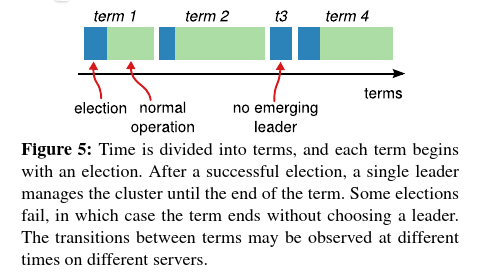 term 1 term 2 t3 term 4
terms
election normal operation no emerging leader
Figure 5: Time is divided into terms, and each term begins
with an election. After a successful election, a single leader
manages the cluster until the end of the term. Some elections
fail, in which case the term ends without choosing a leader.
The transitions between terms may be observed at different
times on different servers.